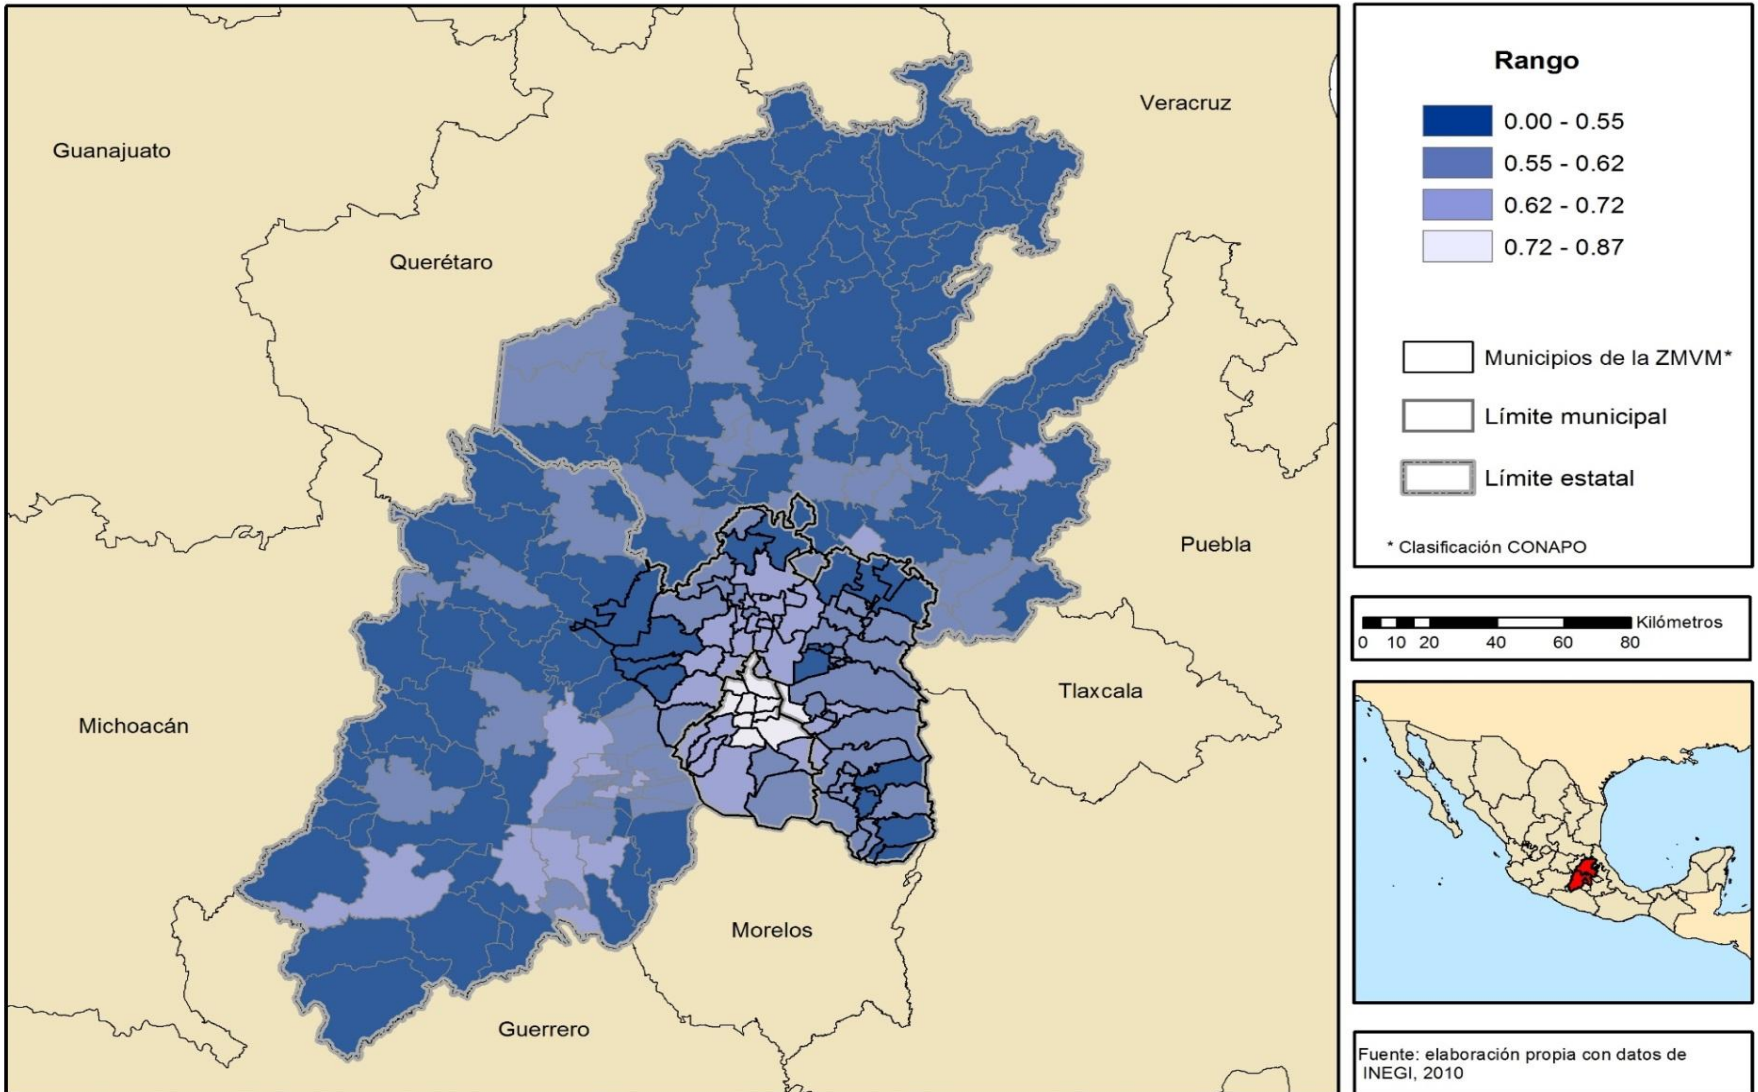 Guanajuato
Querétaro
Veracruz
Michoacán
Puebla
Tlaxcala
Morelos
Guerrero
Rango
0.00 - 0.55
0.55 - 0.62
0.62 - 0.72
0.72 - 0.87
Municipios de la ZMVM*
Límite municipal
Límite estatal
* Clasificación CONAPO
Kilómetros
0 10 20 40 60 80
Fuente: elaboración propia con datos de
INEGI, 2010